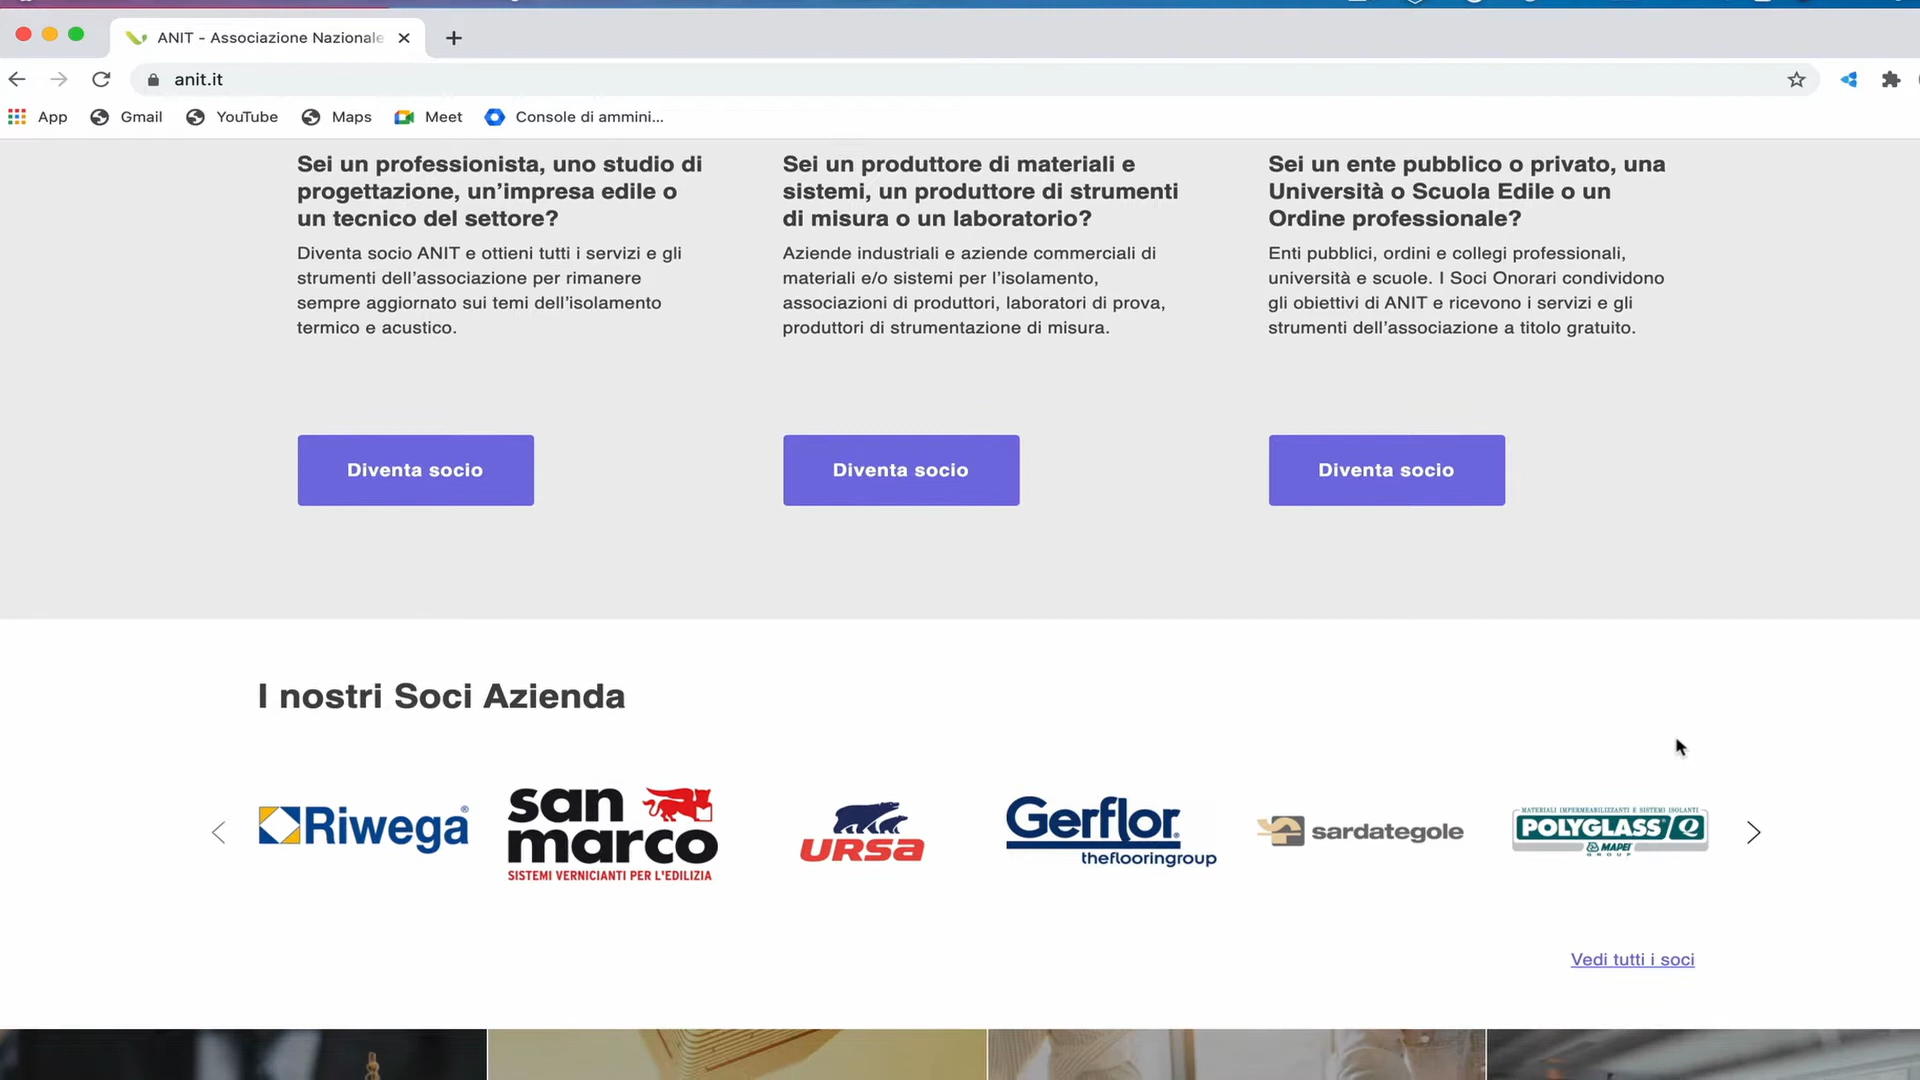 ANIT - Associazione Nazionale
anit.it
App
Gmail
YouTube
Maps
Meet
Console di ammini...
Sei un professionista, uno studio di
progettazione, un’impresa edile o
un tecnico del settore?
Diventa socio ANIT e ottieni tutti i servizi e gli
strumenti dell’associazione per rimanere
sempre aggiornato sui temi dell’isolamento
termico e acustico.
Diventa socio
Sei un produttore di materiali e
sistemi, un produttore di strumenti
di misura o un laboratorio?
Aziende industriali e aziende commerciali di
materiali e/o sistemi per l’isolamento,
associazioni di produttori, laboratori di prova,
produttori di strumentazione di misura.
Diventa socio
Sei un ente pubblico o privato, una
Università o Scuola Edile o un
Ordine professionale?
Enti pubblici, ordini e collegi professionali,
università e scuole. I Soci Onorari condividono
gli obiettivi di ANIT e ricevono i servizi e gli
strumenti dell’associazione a titolo gratuito.
Diventa socio
I nostri Soci Azienda
Riwega®
san
marco
SISTEMI VERNICIANTI PER L'EDILIZIA
URSA
Gerflor®
theflooringgroup
sardategole
MATERIALI IMPERMEABILIZZANTI E SISTEMI ISOLANTI
POLYGLASS® Q
MAPEI
GROUP
Vedi tutti i soci